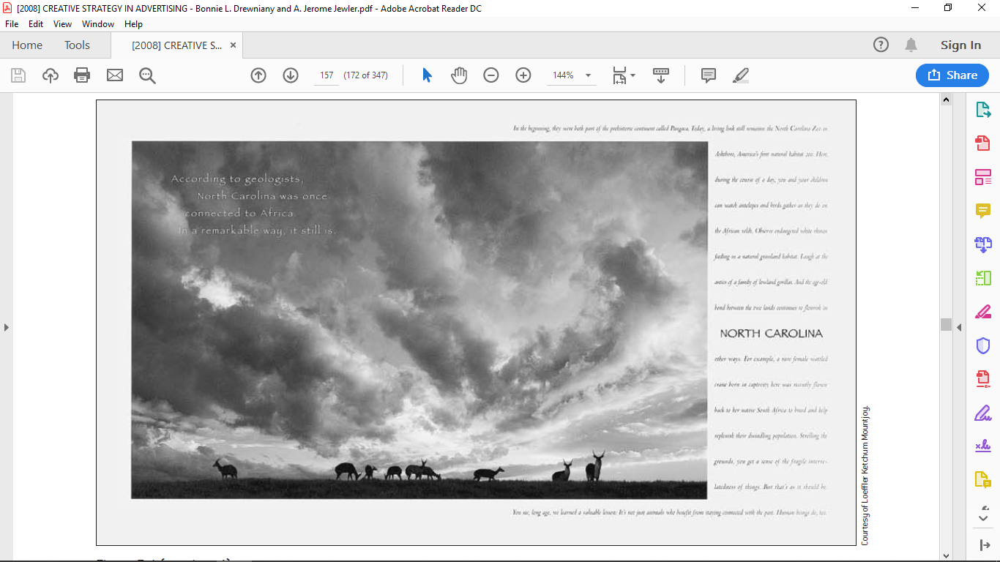 [2008] CREATIVE STRATEGY IN ADVERTISING - Bonnie L. Drewniany and A. Jerome Jewler.pdf - Adobe Acrobat Reader DC
File Edit View Window Help
Home Tools [2008] CREATIVE S... × Sign In
157 (172 of 347) 144% Share
In the beginning, they were both part of the prehistoric continent called Pangaea. Today, a living link still remains: the North Carolina Zoo in
According to geologists,
North Carolina was once
connected to Africa.
In a remarkable way, it still is.
Asheboro, America's first natural habitat zoo. Here,
during the course of a day, you and your children
can watch antelopes and birds gather as they do on
the African veldt. Observe endangered white rhinos
feeding in a natural grassland habitat. Laugh at the
antics of a family of lowland gorillas. And the age-old
bond between the two lands continues to flourish in
NORTH CAROLINA
other ways. For example, a rare female wattled
crane born in captivity here was recently flown
back to her native South Africa to breed and help
replenish their dwindling population. Strolling the
grounds, you get a sense of the fragile interre-
latedness of things. But that's as it should be.
You see, long ago, we learned a valuable lesson: It's not just animals who benefit from staying connected with the past. Human beings do, too.
Courtesy of Loeffler Ketchum Mountjoy.